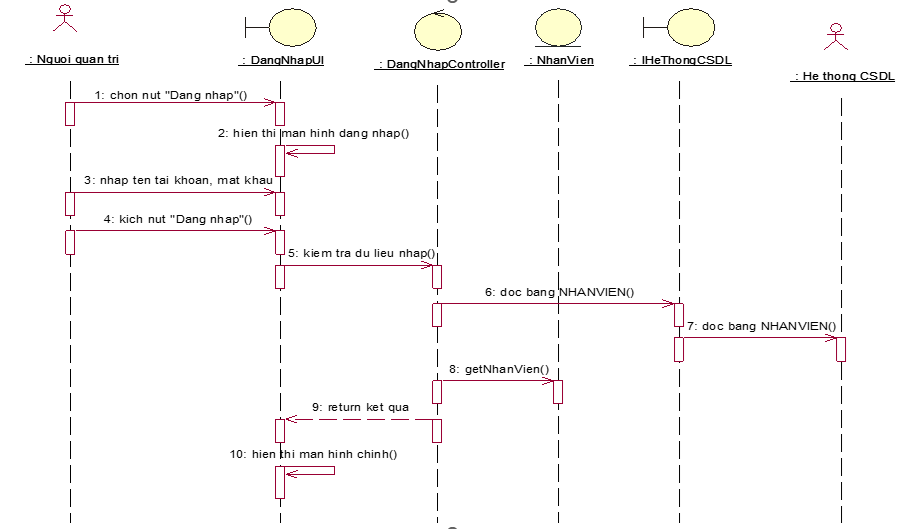 : Nguoi quan tri
: DangNhapUI
: DangNhapController
: NhanVien
: IHeThongCSDL
: He thong CSDL
1: chon nut "Dang nhap"()
2: hien thi man hinh dang nhap()
3: nhap ten tai khoan, mat khau
4: kich nut "Dang nhap"()
5: kiem tra du lieu nhap()
6: doc bang NHANVIEN()
7: doc bang NHANVIEN()
8: getNhanVien()
9: return ket qua
10: hien thi man hinh chinh()